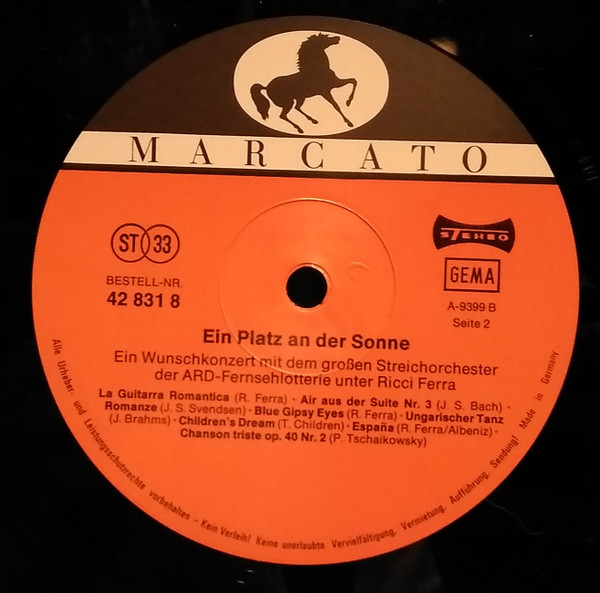 MARCATO
ST 33
STEREO
BESTELL-NR.
42 831 8
GEMA
A-9399 B
Seite 2
Ein Platz an der Sonne
Ein Wunschkonzert mit dem großen Streichorchester
der ARD-Fernsehlotterie unter Ricci Ferra
La Guitarra Romantica (R. Ferra) · Air aus der Suite Nr. 3 (J. S. Bach) ·
Romanze (J. S. Svendsen) · Blue Gipsy Eyes (R. Ferra) · Ungarischer Tanz
(J. Brahms) · Children's Dream (T. Children) · España (R. Ferra/Albeniz) ·
Chanson triste op. 40 Nr. 2 (P. Tschaikowsky)
Alle Urheber- und Leistungsschutzrechte vorbehalten – Kein Verleih! Keine unerlaubte Vervielfältigung, Vermietung, Aufführung, Sendung! Made in Germany.